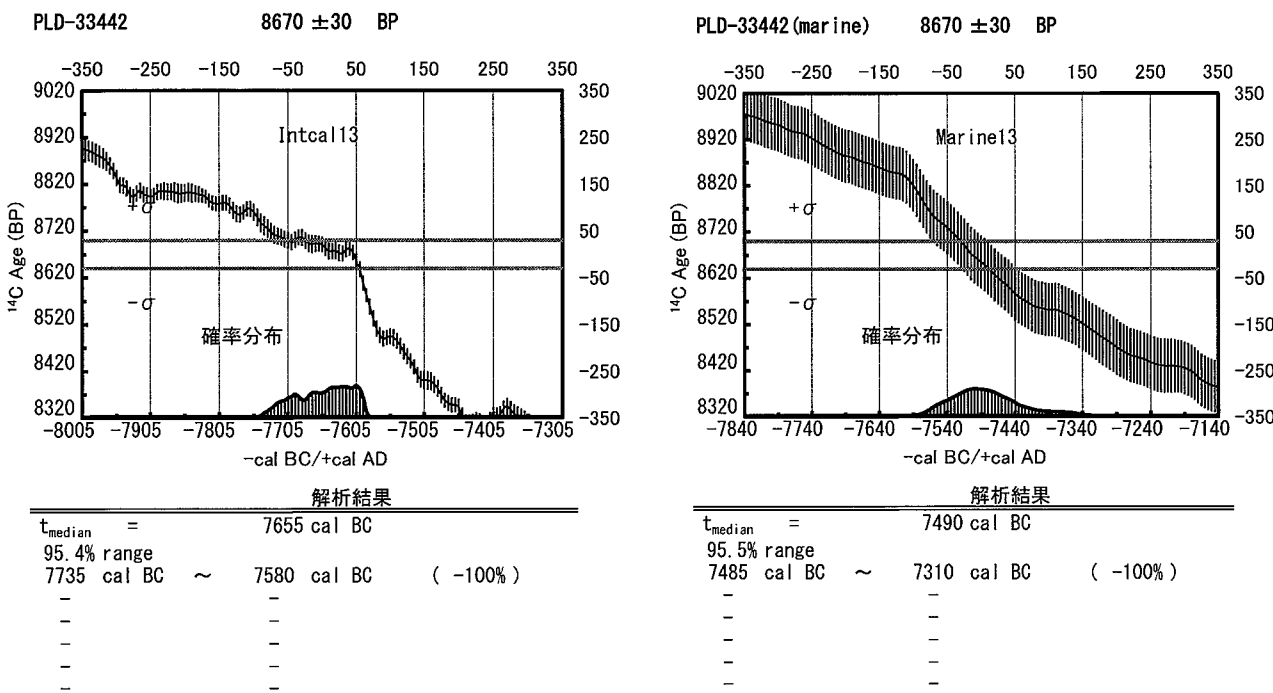 PLD-33442 8670 ±30 BP
-350 -250 -150 -50 50 150 250 350
9020 350
8920 250
8820 150
8720 50
8620 -50
8520 -150
8420 -250
8320 -350
Intcal13
+σ
-σ
確率分布
¹⁴C Age (BP)
-8005 -7905 -7805 -7705 -7605 -7505 -7405 -7305
-cal BC/+cal AD
解析結果
t_median = 7655 cal BC
95.4% range
7735 cal BC ~ 7580 cal BC ( -100%)
- -
- -
- -
- -
- -
PLD-33442(marine) 8670 ±30 BP
-350 -250 -150 -50 50 150 250 350
9020 350
8920 250
8820 150
8720 50
8620 -50
8520 -150
8420 -250
8320 -350
Marine13
+σ
-σ
確率分布
¹⁴C Age (BP)
-7840 -7740 -7640 -7540 -7440 -7340 -7240 -7140
-cal BC/+cal AD
解析結果
t_median = 7490 cal BC
95.5% range
7485 cal BC ~ 7310 cal BC ( -100%)
- -
- -
- -
- -
- -